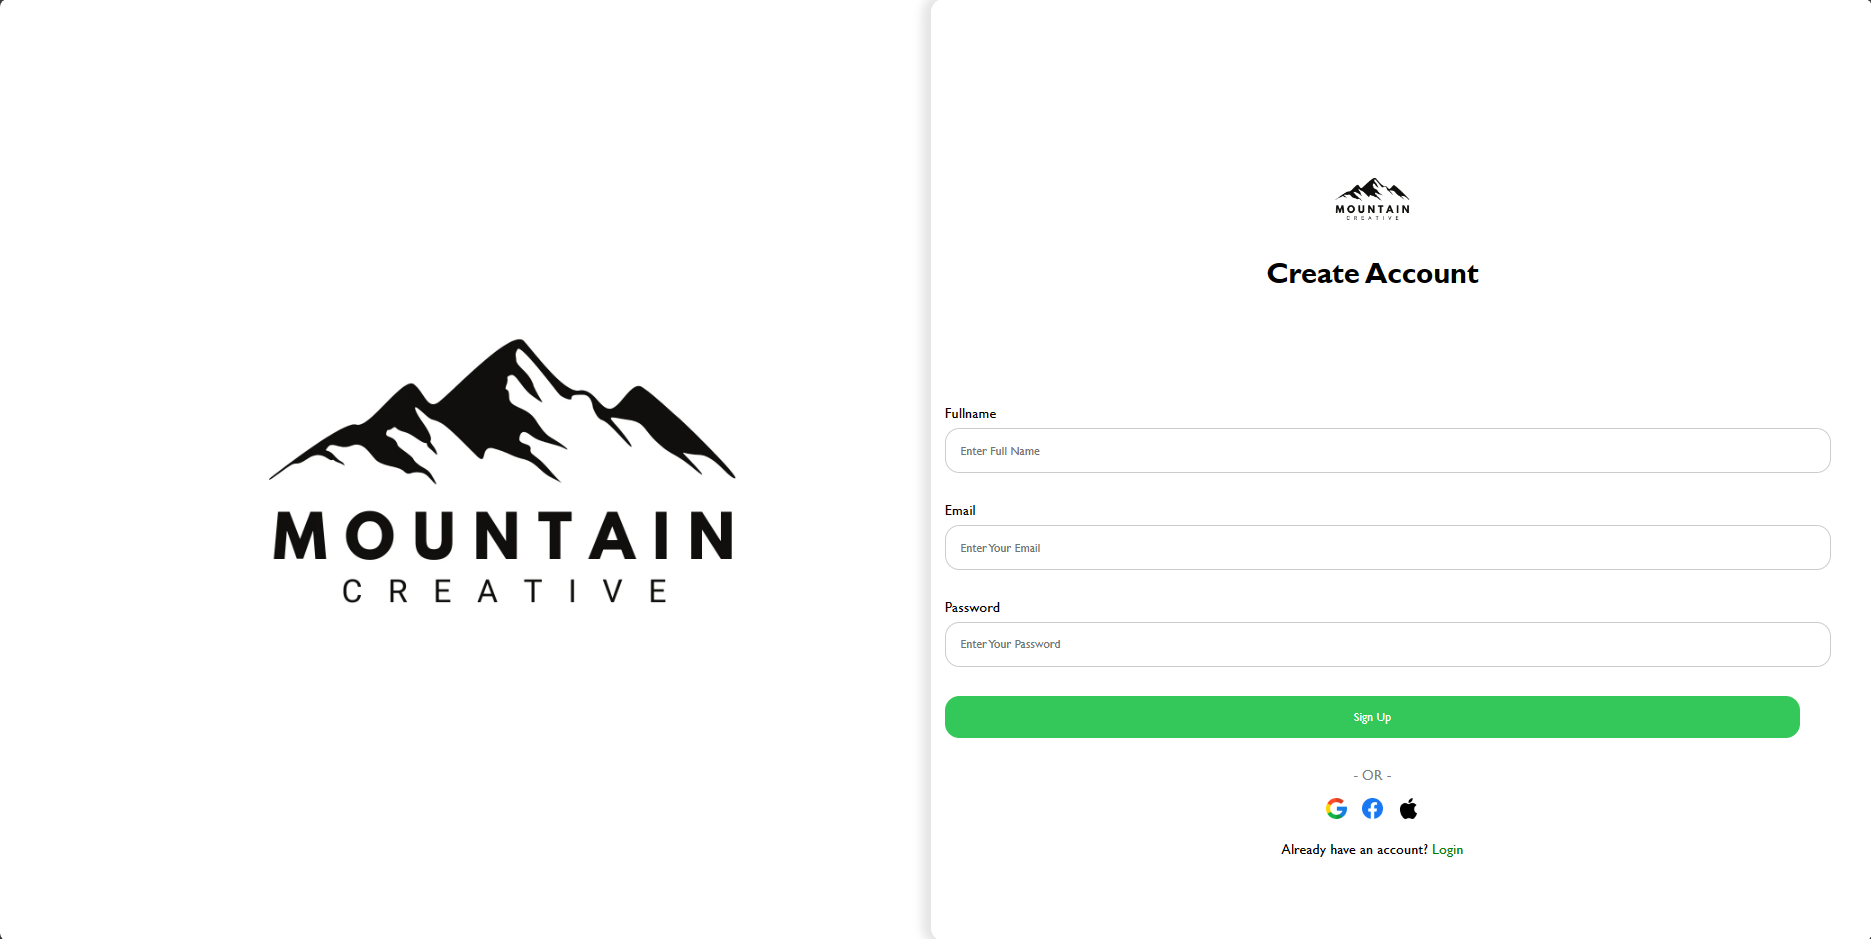 MOUNTAIN
CREATIVE
MOUNTAIN
CREATIVE
Create Account
Fullname
Enter Full Name
Email
Enter Your Email
Password
Enter Your Password
Sign Up
- OR -
Already have an account? Login